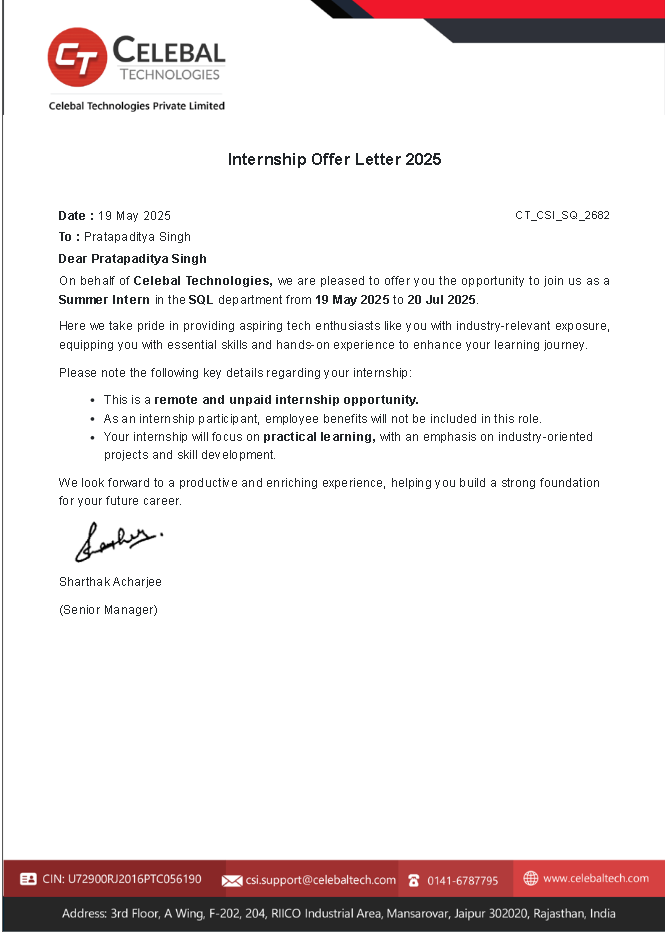 CT CELEBAL
TECHNOLOGIES
Celebal Technologies Private Limited
Internship Offer Letter 2025
Date : 19 May 2025 CT_CSI_SQ_2682
To : Pratapaditya Singh
Dear Pratapaditya Singh
On behalf of Celebal Technologies, we are pleased to offer you the opportunity to join us as a
Summer Intern in the SQL department from 19 May 2025 to 20 Jul 2025.
Here we take pride in providing aspiring tech enthusiasts like you with industry-relevant exposure,
equipping you with essential skills and hands-on experience to enhance your learning journey.
Please note the following key details regarding your internship:
• This is a remote and unpaid internship opportunity.
• As an internship participant, employee benefits will not be included in this role.
• Your internship will focus on practical learning, with an emphasis on industry-oriented
projects and skill development.
We look forward to a productive and enriching experience, helping you build a strong foundation
for your future career.
Sharthak Acharjee
(Senior Manager)
CIN: U72900RJ2016PTC056190 csi.support@celebaltech.com 0141-6787795 www.celebaltech.com
Address: 3rd Floor, A Wing, F-202, 204, RIICO Industrial Area, Mansarovar, Jaipur 302020, Rajasthan, India